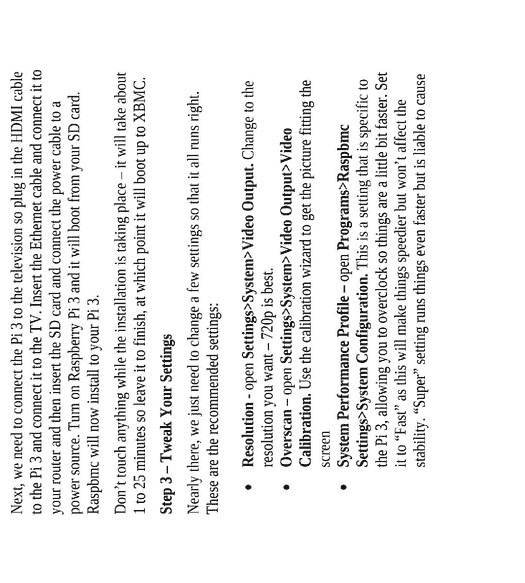 Next, we need to connect the Pi 3 to the television so plug in the HDMI cable
to the Pi 3 and connect it to the TV. Insert the Ethernet cable and connect it to
your router and then insert the SD card and connect the power cable to a
power source. Turn on Raspberry Pi 3 and it will boot from your SD card.
Raspbmc will now install to your Pi 3.
Don't touch anything while the installation is taking place – it will take about
1 to 25 minutes so leave it to finish, at which point it will boot up to XBMC.
Step 3 – Tweak Your Settings
Nearly there, we just need to change a few settings so that it all runs right.
These are the recommended settings:
• Resolution - open Settings>System>Video Output. Change to the
resolution you want – 720p is best.
• Overscan – open Settings>System>Video Output>Video
Calibration. Use the calibration wizard to get the picture fitting the
screen
• System Performance Profile – open Programs>Raspbmc
Settings>System Configuration. This is a setting that is specific to
the Pi 3, allowing you to overclock so things are a little bit faster. Set
it to “Fast” as this will make things speedier but won't affect the
stability. “Super” setting runs things even faster but is liable to cause